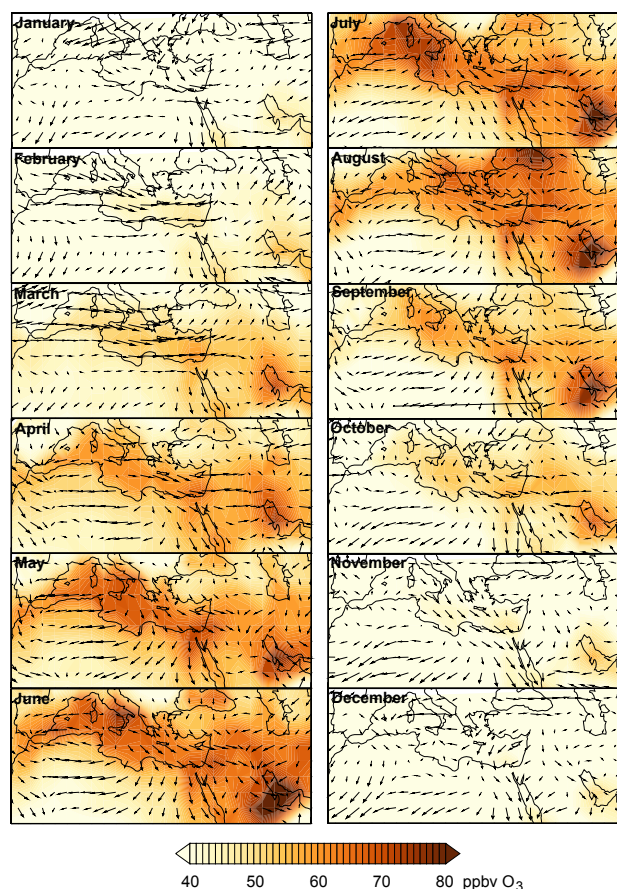 January
July
February
August
March
September
April
October
May
November
June
December
40 50 60 70 80 ppbv O₃